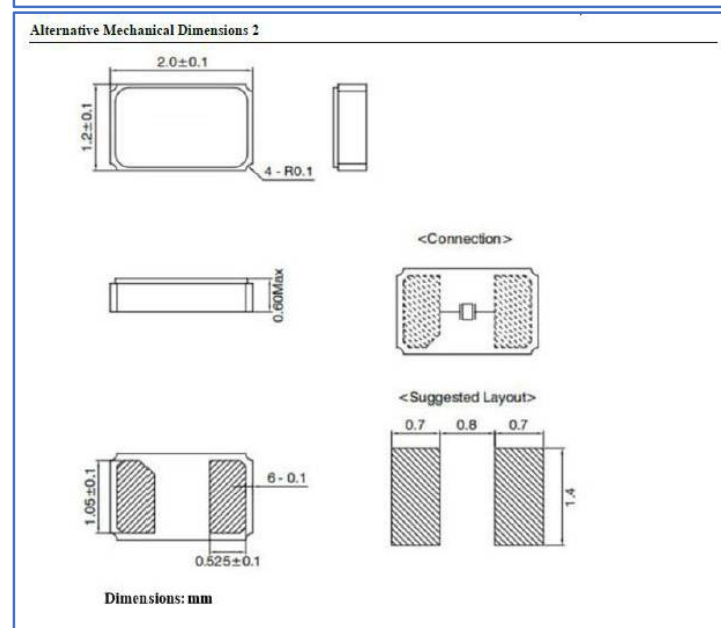 Alternative Mechanical Dimensions 2
2.0±0.1
1.2±0.1
4 - R0.1
<Connection>
0.60Max
<Suggested Layout>
0.7 0.8 0.7
1.05±0.1
6 - 0.1
1.4
0.525±0.1
Dimensions: mm